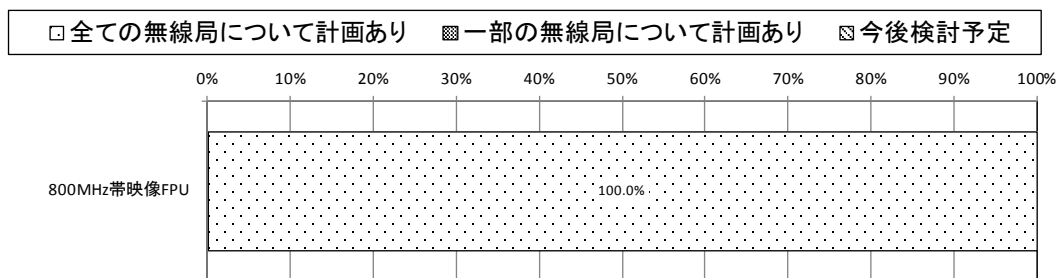 全ての無線局について計画あり 一部の無線局について計画あり 今後検討予定
0% 10% 20% 30% 40% 50% 60% 70% 80% 90% 100%
800MHz帯映像FPU 100.0%